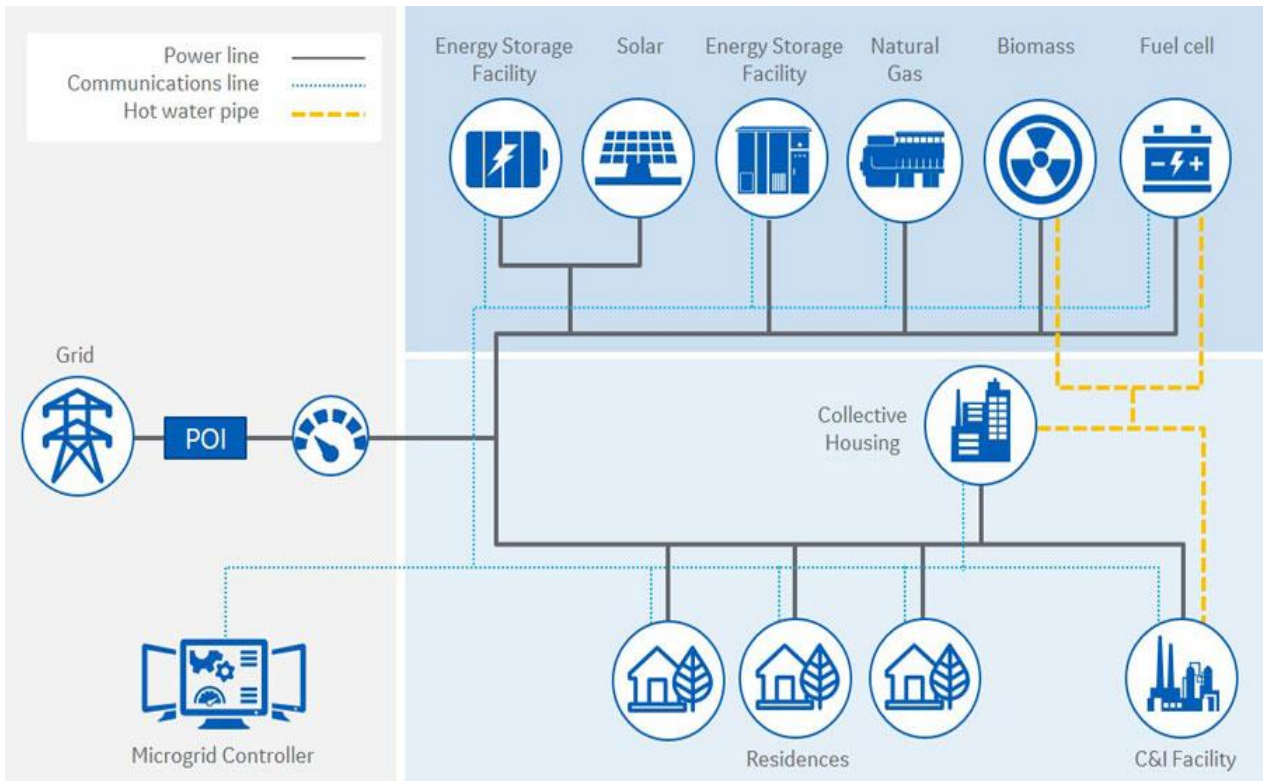 Power line
Communications line
Hot water pipe
Energy Storage
Facility
Solar
Energy Storage
Facility
Natural
Gas
Biomass
Fuel cell
Grid
POI
Collective
Housing
Microgrid Controller
Residences
C&I Facility